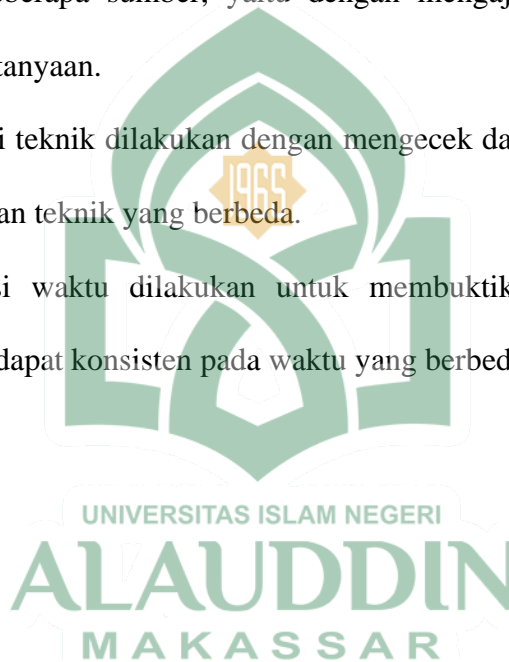 eberapa sumber, yaitu dengan mengaj
tanyaan.
i teknik dilakukan dengan mengecek da
an teknik yang berbeda.
si waktu dilakukan untuk membuktik
dapat konsisten pada waktu yang berbed
1965
UNIVERSITAS ISLAM NEGERI
ALAUDDIN
MAKASSAR